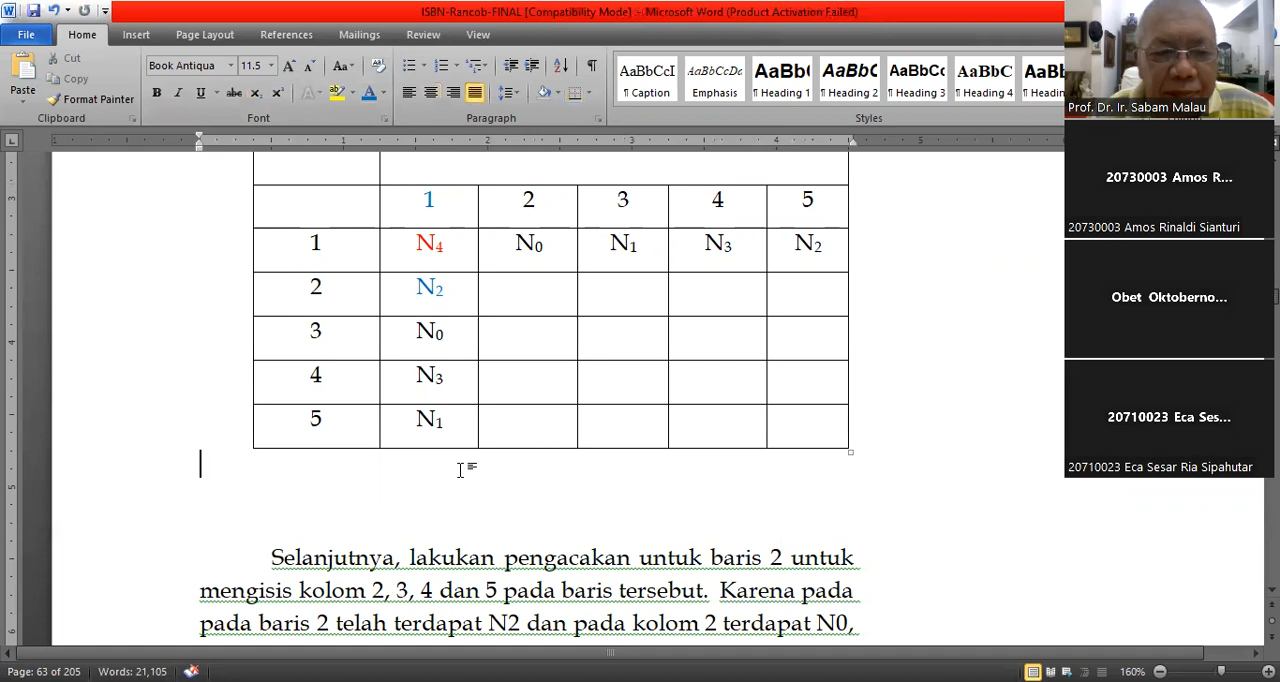 ISBN-Rancob-FINAL [Compatibility Mode] - Microsoft Word (Product Activation Failed)
File Home Insert Page Layout References Mailings Review View
Cut
Copy
Format Painter
Paste
Clipboard
Book Antiqua 11.5
Font
Paragraph
AaBbCcI AaBbCcDc AaBb( AaBbC AaBbCc AaBbC AaBb
¶ Caption Emphasis ¶ Heading 1 ¶ Heading 2 ¶ Heading 3 ¶ Heading 4 ¶ Heading
Styles
Prof. Dr. Ir. Sabam Malau
20730003 Amos R...
20730003 Amos Rinaldi Sianturi
Obet Oktoberno...
20710023 Eca Ses...
20710023 Eca Sesar Ria Sipahutar
1 2 3 4 5
1 N4 N0 N1 N3 N2
2 N2
3 N0
4 N3
5 N1
Selanjutnya, lakukan pengacakan untuk baris 2 untuk
mengisis kolom 2, 3, 4 dan 5 pada baris tersebut. Karena pada
pada baris 2 telah terdapat N2 dan pada kolom 2 terdapat N0,
Page: 63 of 205 Words: 21,105 160%